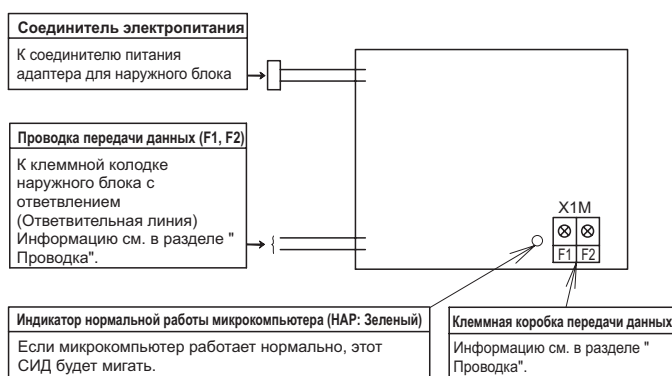 Соединитель электропитания
К соединителю питания
адаптера для наружного блока
Проводка передачи данных (F1, F2)
К клеммной колодке
наружного блока с
ответвлением
(Ответвительная линия)
Информацию см. в разделе "
Проводка".
X1M
F1 F2
Индикатор нормальной работы микрокомпьютера (HAP: Зеленый)
Если микрокомпьютер работает нормально, этот
СИД будет мигать.
Клеммная коробка передачи данных
Информацию см. в разделе "
Проводка".